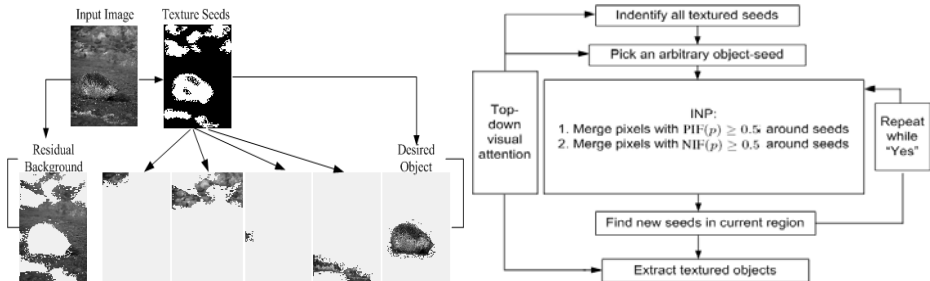 Input Image
Texture Seeds
Residual
Background
Desired
Object
Indentify all textured seeds
Pick an arbitrary object-seed
Top-
down
visual
attention
INP:
1. Merge pixels with PIF(p) ≥ 0.5 around seeds
2. Merge pixels with NIF(p) ≥ 0.5 around seeds
Repeat
while
“Yes”
Find new seeds in current region
Extract textured objects